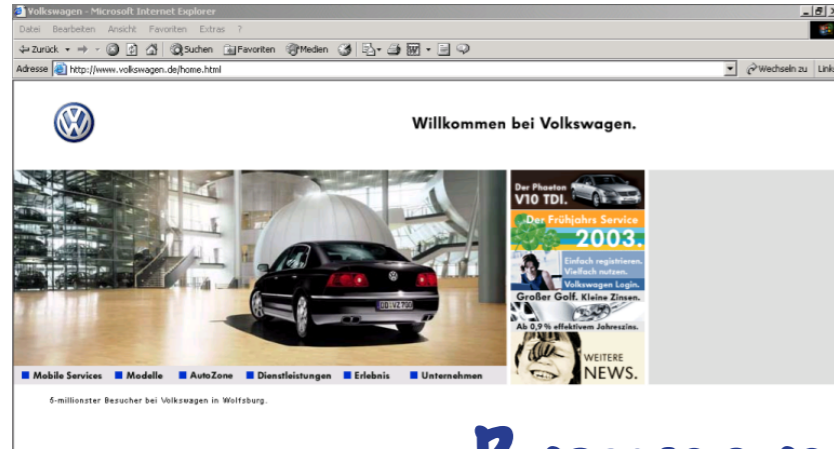 Volkswagen - Microsoft Internet Explorer
Datei Bearbeiten Ansicht Favoriten Extras ?
Zurück Suchen Favoriten Medien
Adresse http://www.volkswagen.de/home.html Wechseln zu Links
Willkommen bei Volkswagen.
Der Phaeton
V10 TDI.
Der Frühjahrs Service
2003.
Einfach registrieren.
Vielfach nutzen.
Volkswagen Login.
Großer Golf. Kleine Zinsen.
Ab 0,9 % effektivem Jahreszins.
WEITERE
NEWS.
DD:VZ 700
Mobile Services Modelle AutoZone Dienstleistungen Erlebnis Unternehmen
6-millionster Besucher bei Volkswagen in Wolfsburg.